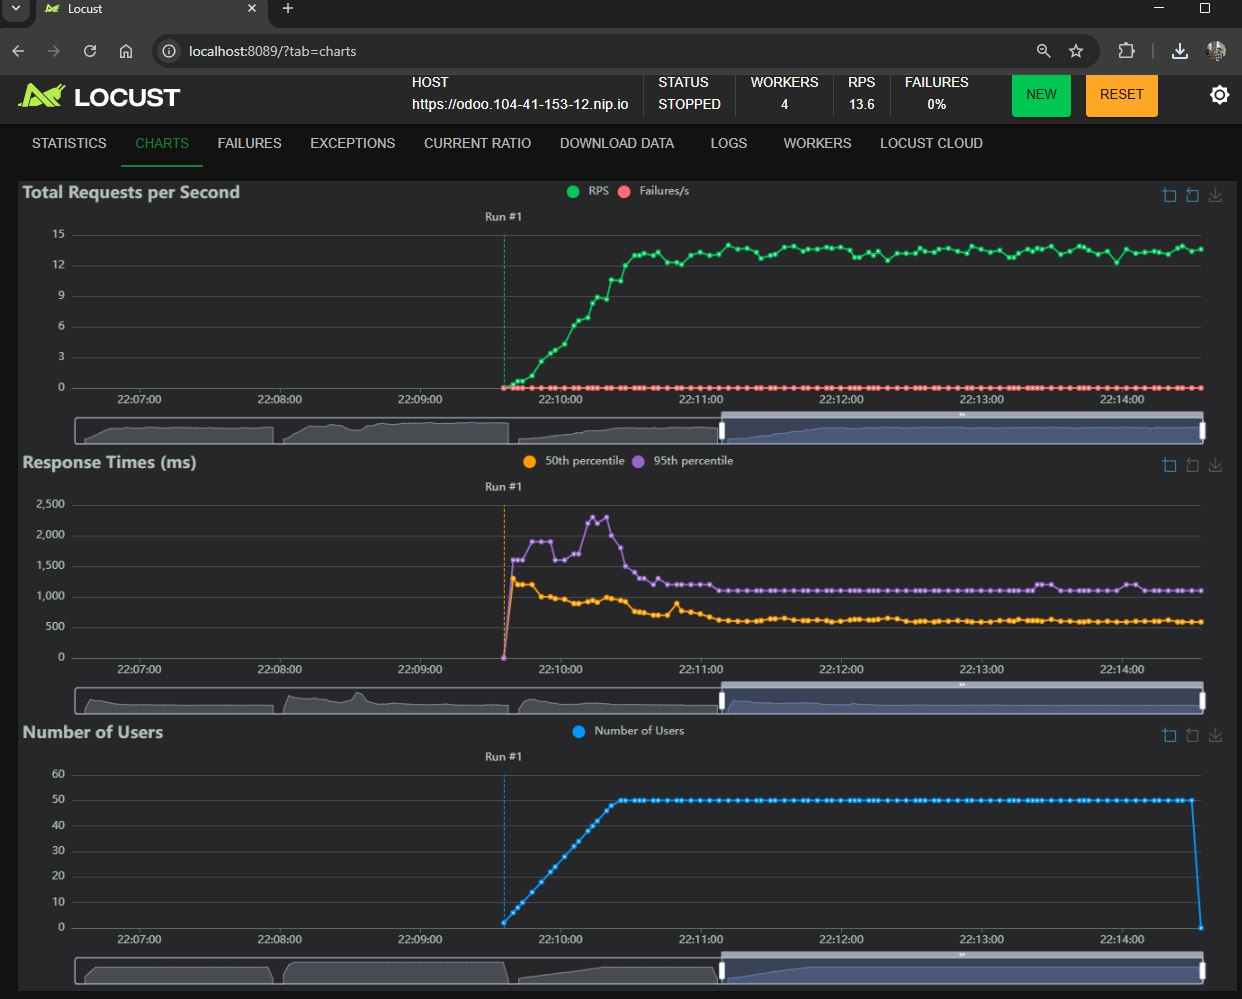 Locust
localhost:8089/?tab=charts
LOCUST
HOST
https://odoo.104-41-153-12.nip.io
STATUS
STOPPED
WORKERS
4
RPS
13.6
FAILURES
0%
NEW
RESET
STATISTICS
CHARTS
FAILURES
EXCEPTIONS
CURRENT RATIO
DOWNLOAD DATA
LOGS
WORKERS
LOCUST CLOUD
Total Requests per Second
RPS
Failures/s
Run #1
15
12
9
6
3
0
22:07:00
22:08:00
22:09:00
22:10:00
22:11:00
22:12:00
22:13:00
22:14:00
Response Times (ms)
50th percentile
95th percentile
Run #1
2,500
2,000
1,500
1,000
500
0
22:07:00
22:08:00
22:09:00
22:10:00
22:11:00
22:12:00
22:13:00
22:14:00
Number of Users
Number of Users
Run #1
60
50
40
30
20
10
0
22:07:00
22:08:00
22:09:00
22:10:00
22:11:00
22:12:00
22:13:00
22:14:00